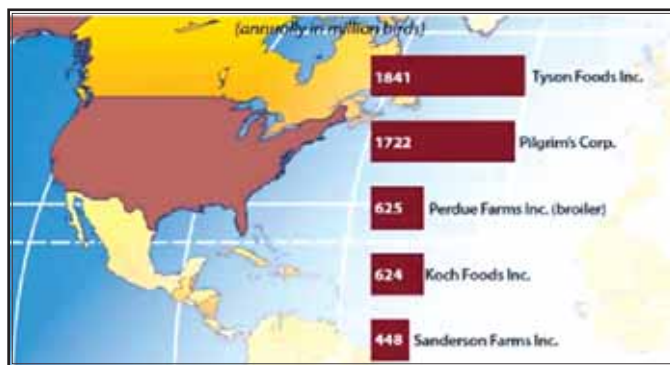 (annually in million birds)
1841 Tyson Foods Inc.
1722 Pilgrim's Corp.
625 Perdue Farms Inc. (broiler)
624 Koch Foods Inc.
448 Sanderson Farms Inc.